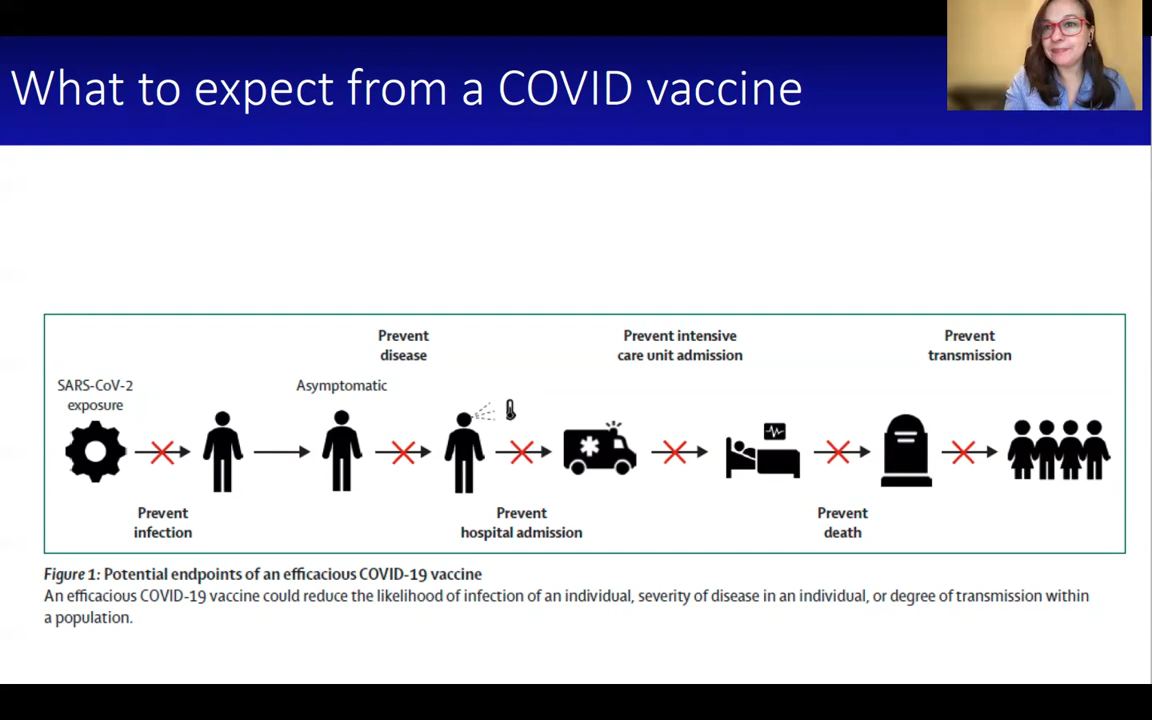 What to expect from a COVID vaccine
Prevent
disease
Prevent intensive
care unit admission
Prevent
transmission
SARS-CoV-2
exposure
Asymptomatic
Prevent
infection
Prevent
hospital admission
Prevent
death
Figure 1: Potential endpoints of an efficacious COVID-19 vaccine
An efficacious COVID-19 vaccine could reduce the likelihood of infection of an individual, severity of disease in an individual, or degree of transmission within
a population.